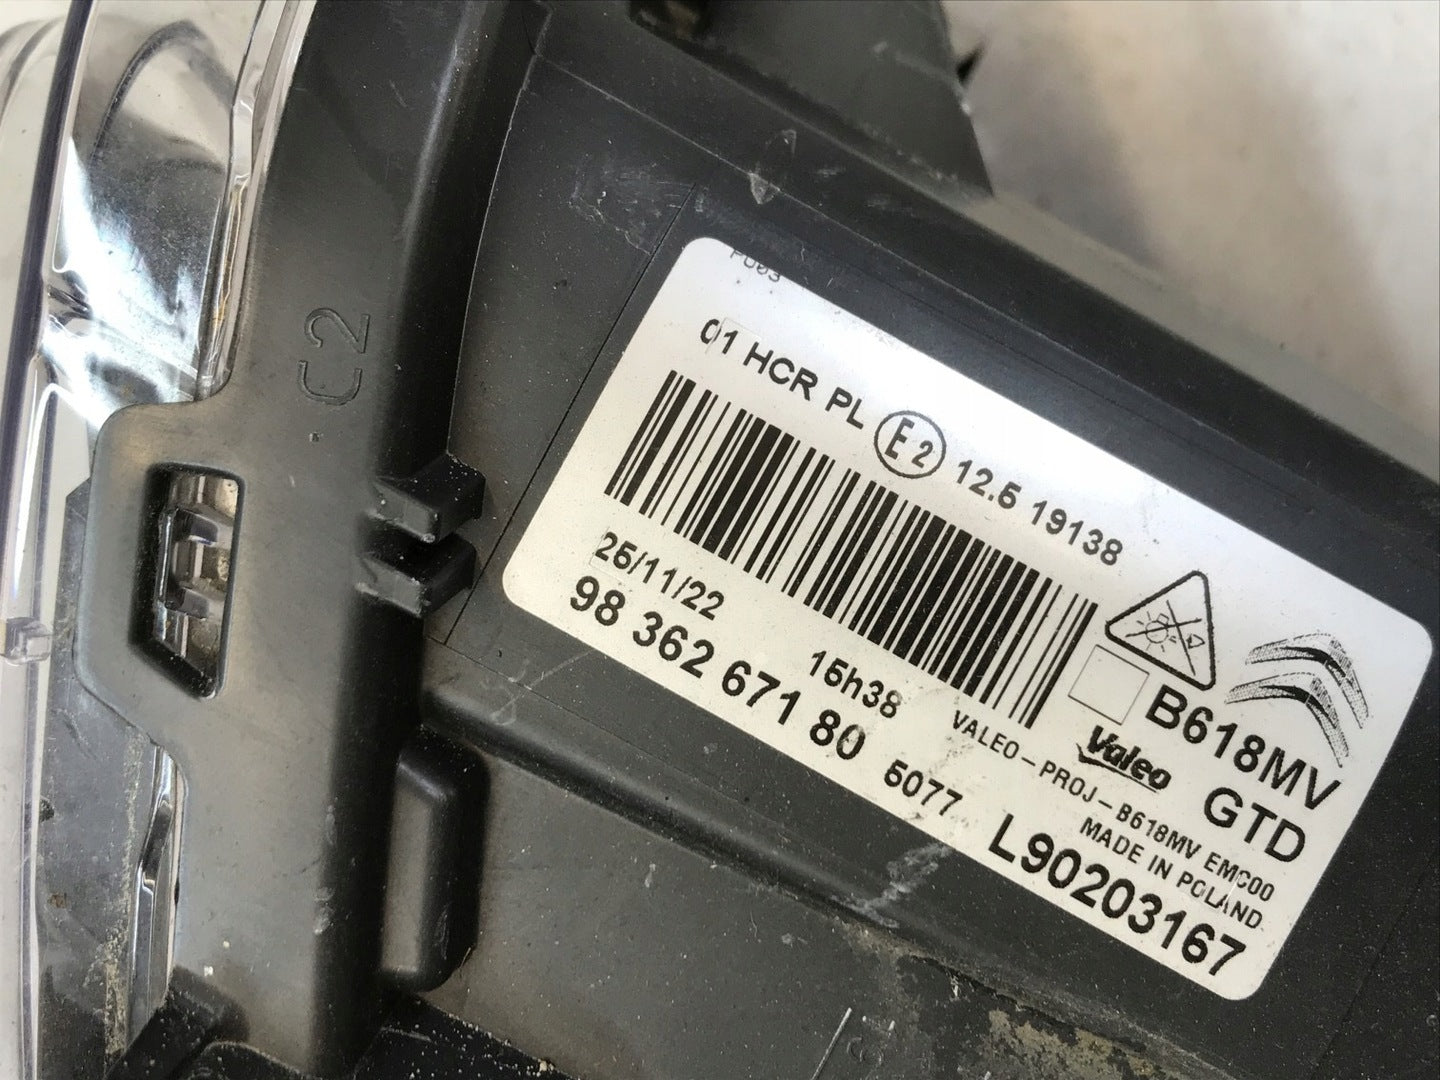 C2
FU03
01 HCR PL E2 12.5 19138
25/11/22 15h38
98 362 671 80 5077
B618MV
Valeo GTD
VALEO-PROJ-B618MV EMC00
MADE IN POLAND
L90203167